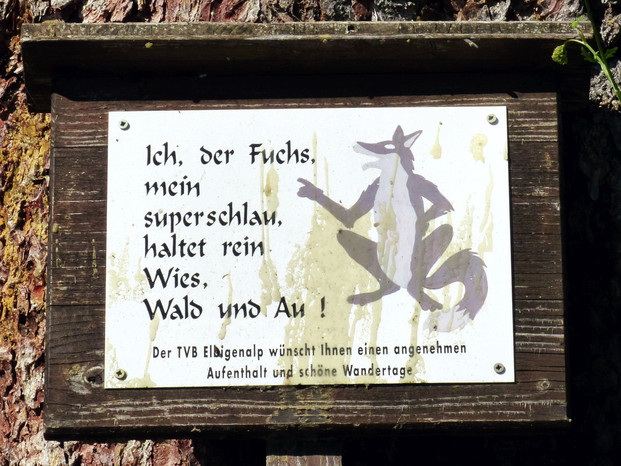 Ich, der Fuchs,
mein
superschlau,
haltet rein
Wies,
Wald und Au !
Der TVB Elbigenalp wünscht Ihnen einen angenehmen
Aufenthalt und schöne Wandertage